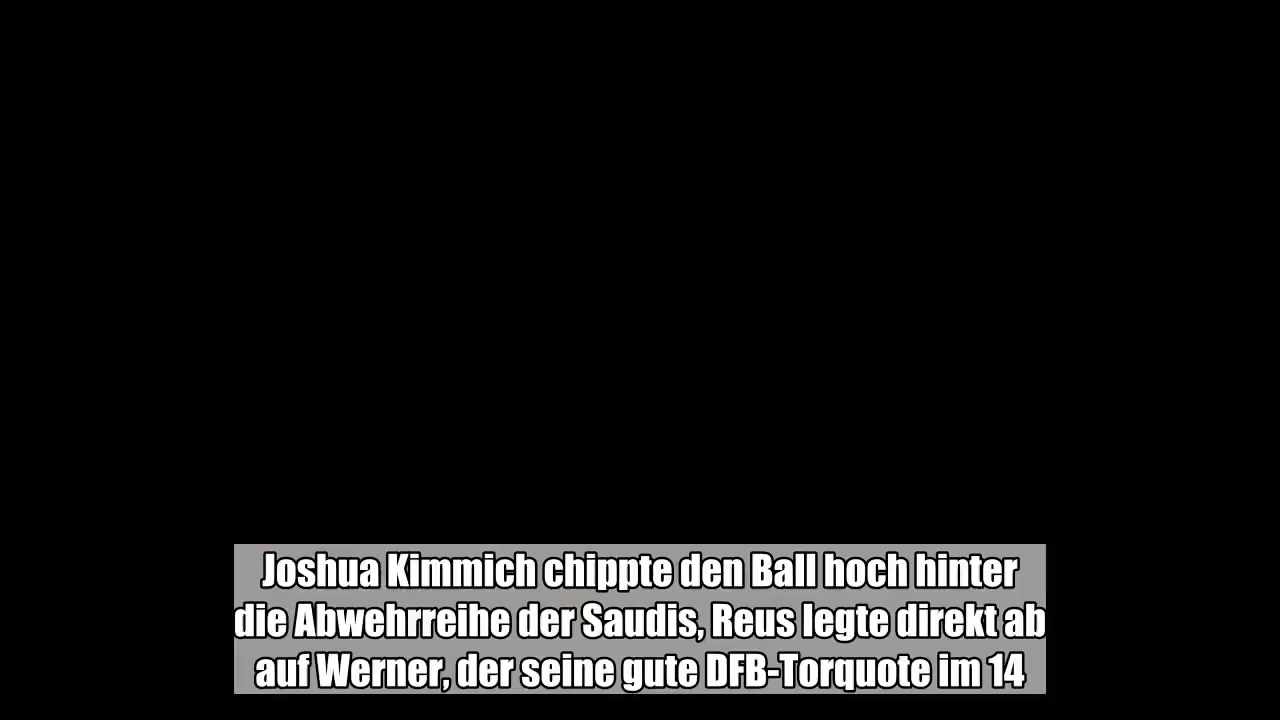 Joshua Kimmich chippte den Ball hoch hinter
die Abwehrreihe der Saudis, Reus legte direkt ab
auf Werner, der seine gute DFB-Torquote im 14